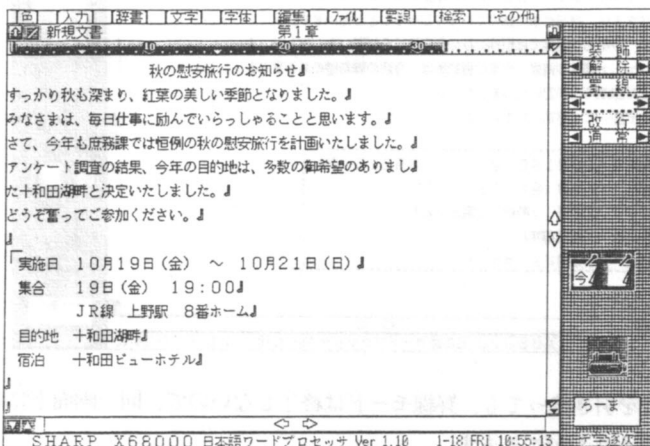 [色] [入力] [辞書] [文字] [字体] [編集] [ファイル] [罫線] [検索] [その他]
新規文書 第1章
10 20 30
秋の慰安旅行のお知らせ
すっかり秋も深まり、紅葉の美しい季節となりました。
みなさまは、毎日仕事に励んでいらっしゃることと思います。
さて、今年も庶務課では恒例の秋の慰安旅行を計画いたしました。
アンケート調査の結果、今年の目的地は、多数の御希望のありまし
た十和田湖畔と決定いたしました。
どうぞ奮ってご参加ください。
実施日 10月19日(金) ~ 10月21日(日)
集合 19日(金) 19:00
JR線 上野駅 8番ホーム
目的地 十和田湖畔
宿泊 十和田ビューホテル
装飾
解除
罫線
改行
通常
今
ろーま
SHARP X68000 日本語ワードプロセッサ Ver 1.10 1-18 FRI 10:55:13 逐次